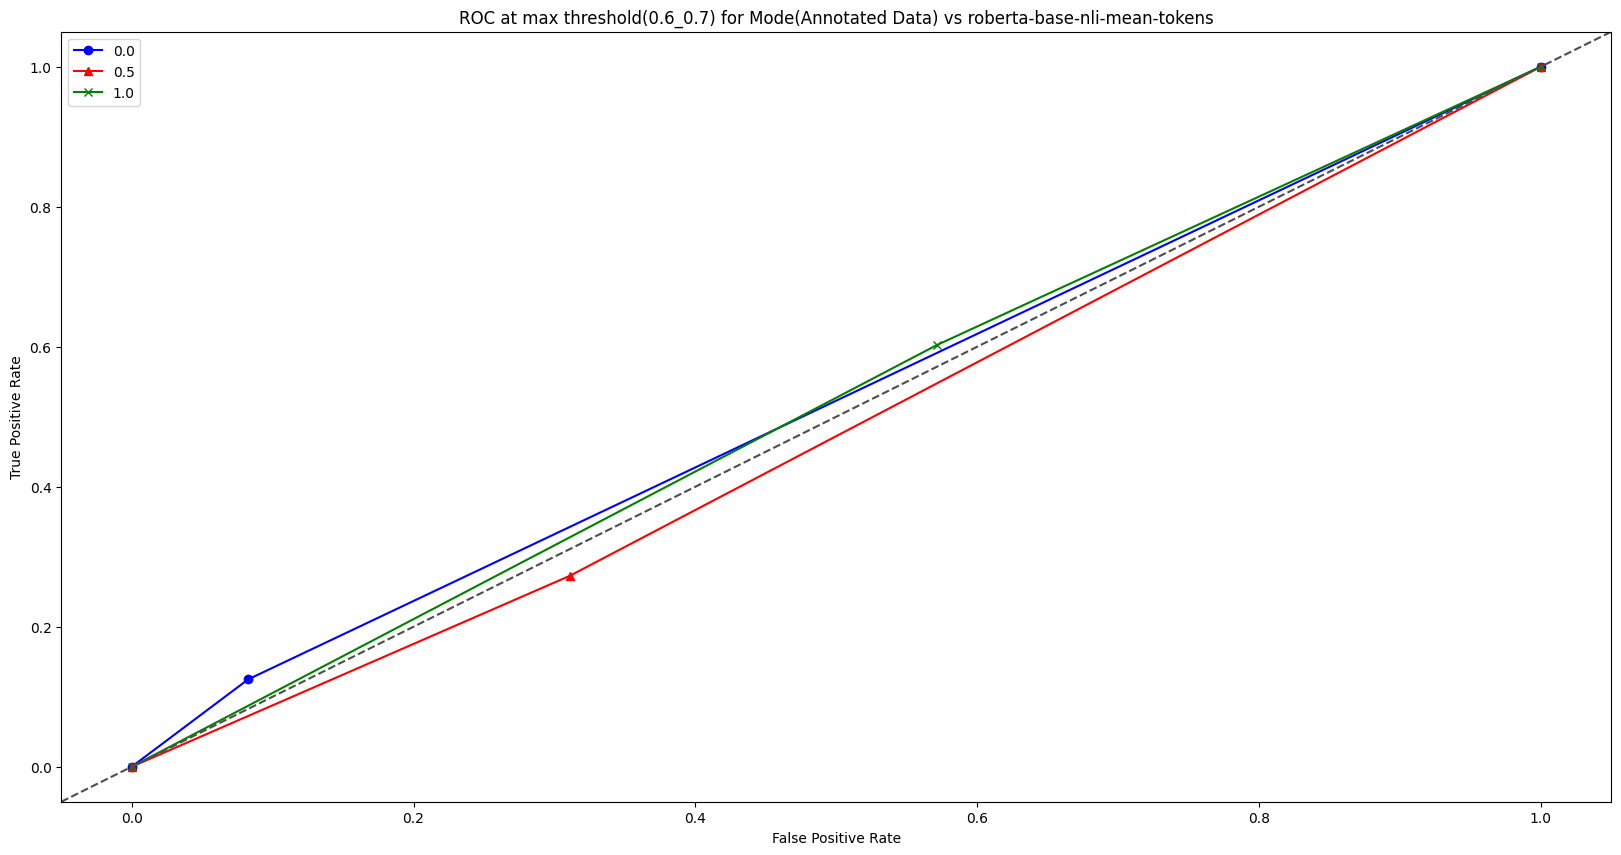 ROC at max threshold(0.6_0.7) for Mode(Annotated Data) vs roberta-base-nli-mean-tokens
0.0
0.5
1.0
1.0
0.8
0.6
0.4
0.2
0.0
True Positive Rate
0.0 0.2 0.4 0.6 0.8 1.0
False Positive Rate